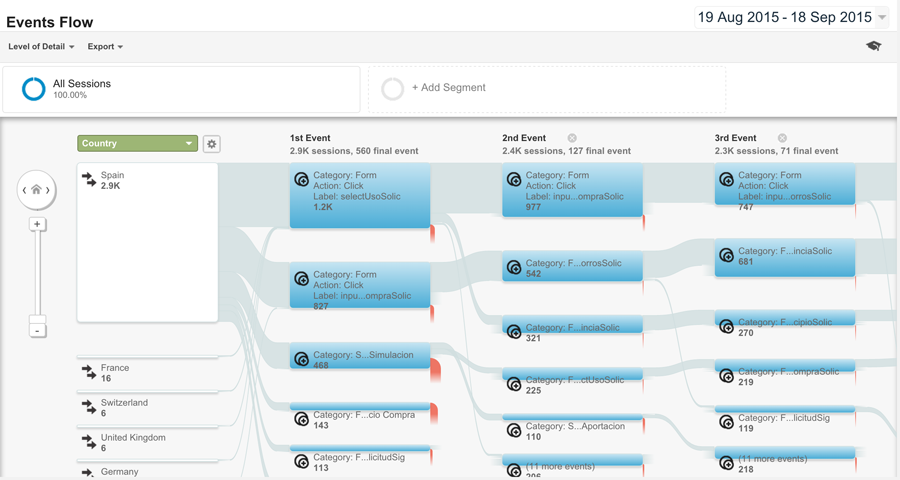 Events Flow
19 Aug 2015 - 18 Sep 2015
Level of Detail
Export
All Sessions
100.00%
+ Add Segment
Country
1st Event
2.9K sessions, 560 final event
2nd Event
2.4K sessions, 127 final event
3rd Event
2.3K sessions, 71 final event
Spain
2.9K
France
16
Switzerland
6
United Kingdom
6
Germany
Category: Form
Action: Click
Label: selectUsoSolic
1.2K
Category: Form
Action: Click
Label: inpu...ompraSolic
827
Category: S...Simulacion
468
Category: F...cio Compra
143
Category: F...licitudSig
113
Category: Form
Action: Click
Label: inpu...ompraSolic
977
Category: F...orrosSolic
542
Category: F...inciaSolic
321
Category: F...ctUsoSolic
225
Category: S...Aportacion
110
(11 more events)
206
Category: Form
Action: Click
Label: inpu...orrosSolic
747
Category: F...inciaSolic
681
Category: F...cipioSolic
270
Category: F...ompraSolic
219
Category: F...licitudSig
119
(11 more events)
218
+
-